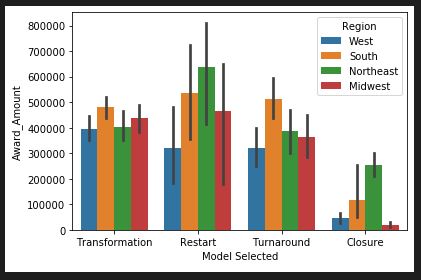 Region
West
South
Northeast
Midwest
800000
700000
600000
500000
400000
300000
200000
100000
0
Award_Amount
Transformation Restart Turnaround Closure
Model Selected